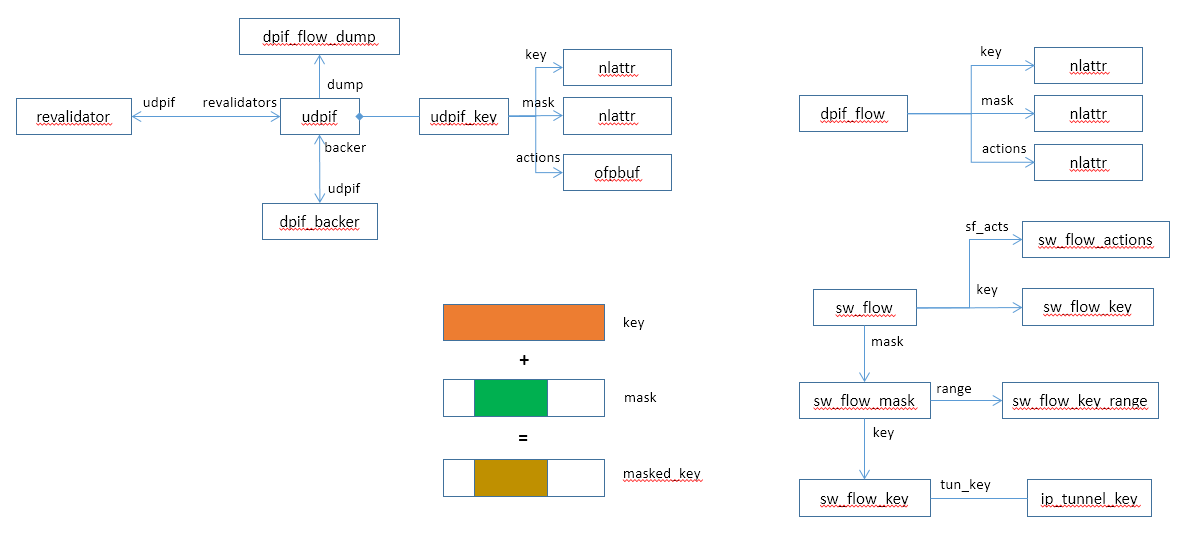 dpif_flow_dump
dump
revalidator
udpif
revalidators
udpif
udpif_key
key
nlattr
mask
nlattr
actions
ofpbuf
backer
udpif
dpif_backer
dpif_flow
key
nlattr
mask
nlattr
actions
nlattr
key
+
mask
=
masked_key
sf_acts
sw_flow_actions
sw_flow
key
sw_flow_key
mask
sw_flow_mask
range
sw_flow_key_range
key
sw_flow_key
tun_key
ip_tunnel_key